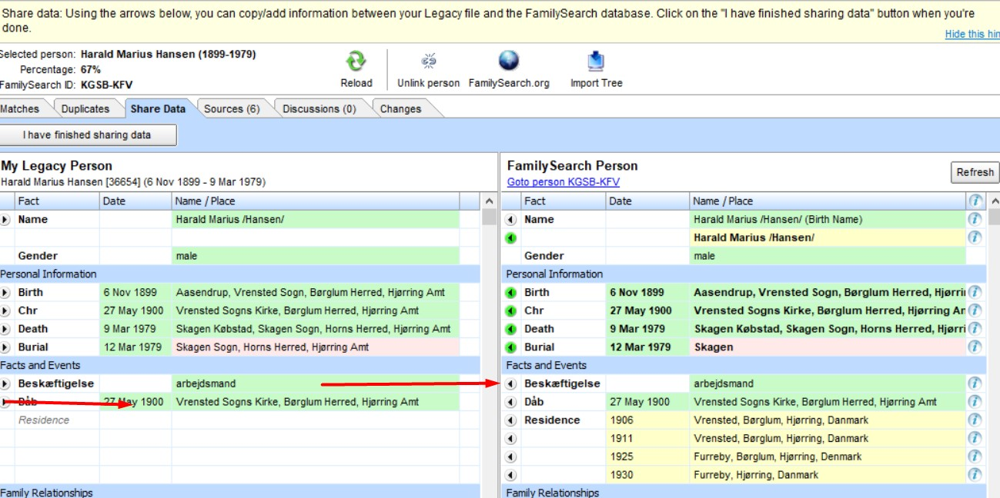 Share data: Using the arrows below, you can copy/add information between your Legacy file and the FamilySearch database. Click on the "I have finished sharing data" button when you're
done.
Hide this hin
Selected person: Harald Marius Hansen (1899-1979)
Percentage: 67%
FamilySearch ID: KGSB-KFV
Reload
Unlink person
FamilySearch.org
Import Tree
Matches
Duplicates
Share Data
Sources (6)
Discussions (0)
Changes
I have finished sharing data
My Legacy Person
Harald Marius Hansen [36654] (6 Nov 1899 - 9 Mar 1979)
Fact Date Name / Place
Name Harald Marius /Hansen/
Gender male
Personal Information
Birth 6 Nov 1899 Aasendrup, Vrensted Sogn, Børglum Herred, Hjørring Amt
Chr 27 May 1900 Vrensted Sogns Kirke, Børglum Herred, Hjørring Amt
Death 9 Mar 1979 Skagen Købstad, Skagen Sogn, Horns Herred, Hjørring Amt
Burial 12 Mar 1979 Skagen Sogn, Horns Herred, Hjørring Amt
Facts and Events
Beskæftigelse arbejdsmand
Dåb 27 May 1900 Vrensted Sogns Kirke, Børglum Herred, Hjørring Amt
Residence
Family Relationships
FamilySearch Person
Goto person KGSB-KFV
Refresh
Fact Date Name / Place
Name Harald Marius /Hansen/ (Birth Name)
Harald Marius /Hansen/
Gender male
Personal Information
Birth 6 Nov 1899 Aasendrup, Vrensted Sogn, Børglum Herred, Hjørri
Chr 27 May 1900 Vrensted Sogns Kirke, Børglum Herred, Hjørring An
Death 9 Mar 1979 Skagen Købstad, Skagen Sogn, Horns Herred, Hjørri
Burial 12 Mar 1979 Skagen
Facts and Events
Beskæftigelse arbejdsmand
Dåb 27 May 1900 Vrensted Sogns Kirke, Børglum Herred, Hjørring Amt
Residence 1906 Vrensted, Børglum, Hjørring, Danmark
1911 Vrensted, Børglum, Hjørring, Danmark
1925 Furreby, Børglum, Hjørring, Denmark
1930 Furreby, Hjørring, Danmark
Family Relationships